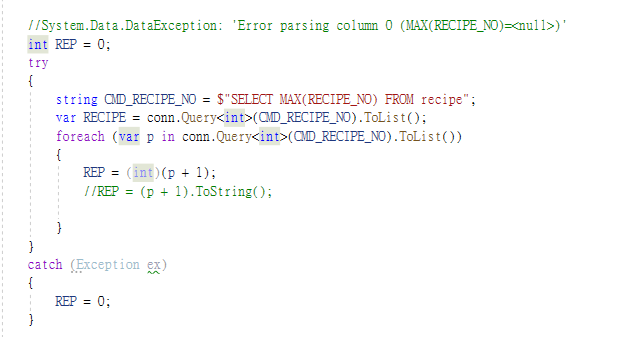 //System.Data.DataException: 'Error parsing column 0 (MAX(RECIPE_NO)=<null>)'
int REP = 0;
try
{
string CMD_RECIPE_NO = $"SELECT MAX(RECIPE_NO) FROM recipe";
var RECIPE = conn.Query<int>(CMD_RECIPE_NO).ToList();
foreach (var p in conn.Query<int>(CMD_RECIPE_NO).ToList())
{
REP = (int)(p + 1);
//REP = (p + 1).ToString();
}
}
catch (Exception ex)
{
REP = 0;
}